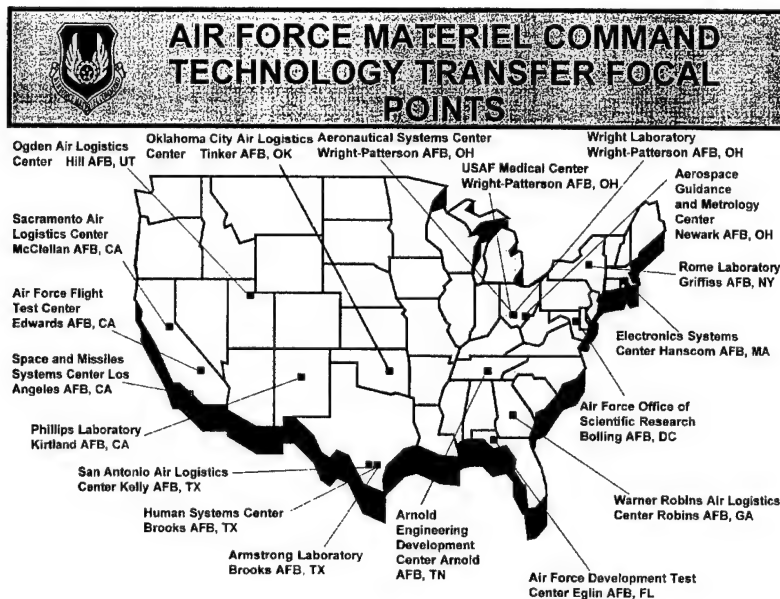 AIR FORCE MATERIEL COMMAND
TECHNOLOGY TRANSFER FOCAL
POINTS
Ogden Air Logistics
Center Hill AFB, UT
Oklahoma City Air Logistics
Center Tinker AFB, OK
Aeronautical Systems Center
Wright-Patterson AFB, OH
USAF Medical Center
Wright-Patterson AFB, OH
Wright Laboratory
Wright-Patterson AFB, OH
Aerospace
Guidance
and Metrology
Center
Newark AFB, OH
Sacramento Air
Logistics Center
McClellan AFB, CA
Rome Laboratory
Griffiss AFB, NY
Air Force Flight
Test Center
Edwards AFB, CA
Electronics Systems
Center Hanscom AFB, MA
Space and Missiles
Systems Center Los
Angeles AFB, CA
Air Force Office of
Scientific Research
Bolling AFB, DC
Phillips Laboratory
Kirtland AFB, CA
San Antonio Air Logistics
Center Kelly AFB, TX
Warner Robins Air Logistics
Center Robins AFB, GA
Human Systems Center
Brooks AFB, TX
Arnold
Engineering
Development
Center Arnold
AFB, TN
Armstrong Laboratory
Brooks AFB, TX
Air Force Development Test
Center Eglin AFB, FL